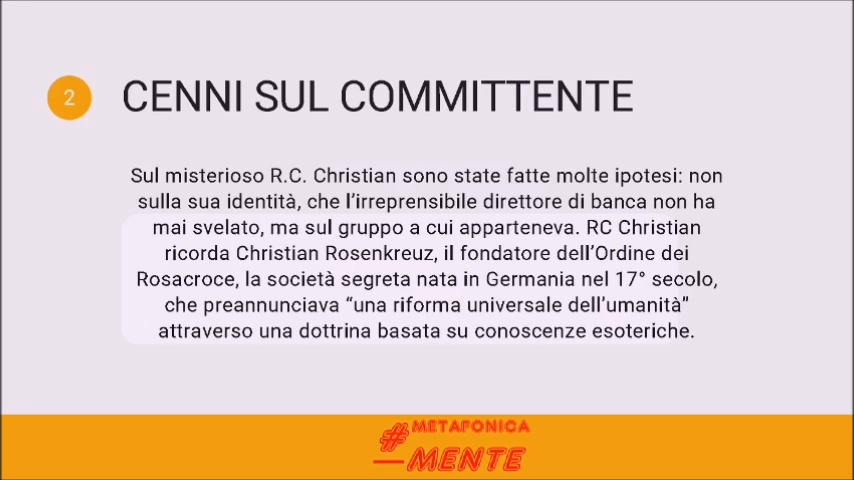 2
CENNI SUL COMMITTENTE
Sul misterioso R.C. Christian sono state fatte molte ipotesi: non
sulla sua identità, che l’irreprensibile direttore di banca non ha
mai svelato, ma sul gruppo a cui apparteneva. RC Christian
ricorda Christian Rosenkreuz, il fondatore dell’Ordine dei
Rosacroce, la società segreta nata in Germania nel 17° secolo,
che preannunciava “una riforma universale dell’umanità”
attraverso una dottrina basata su conoscenze esoteriche.
# METAFONICA
_MENTE